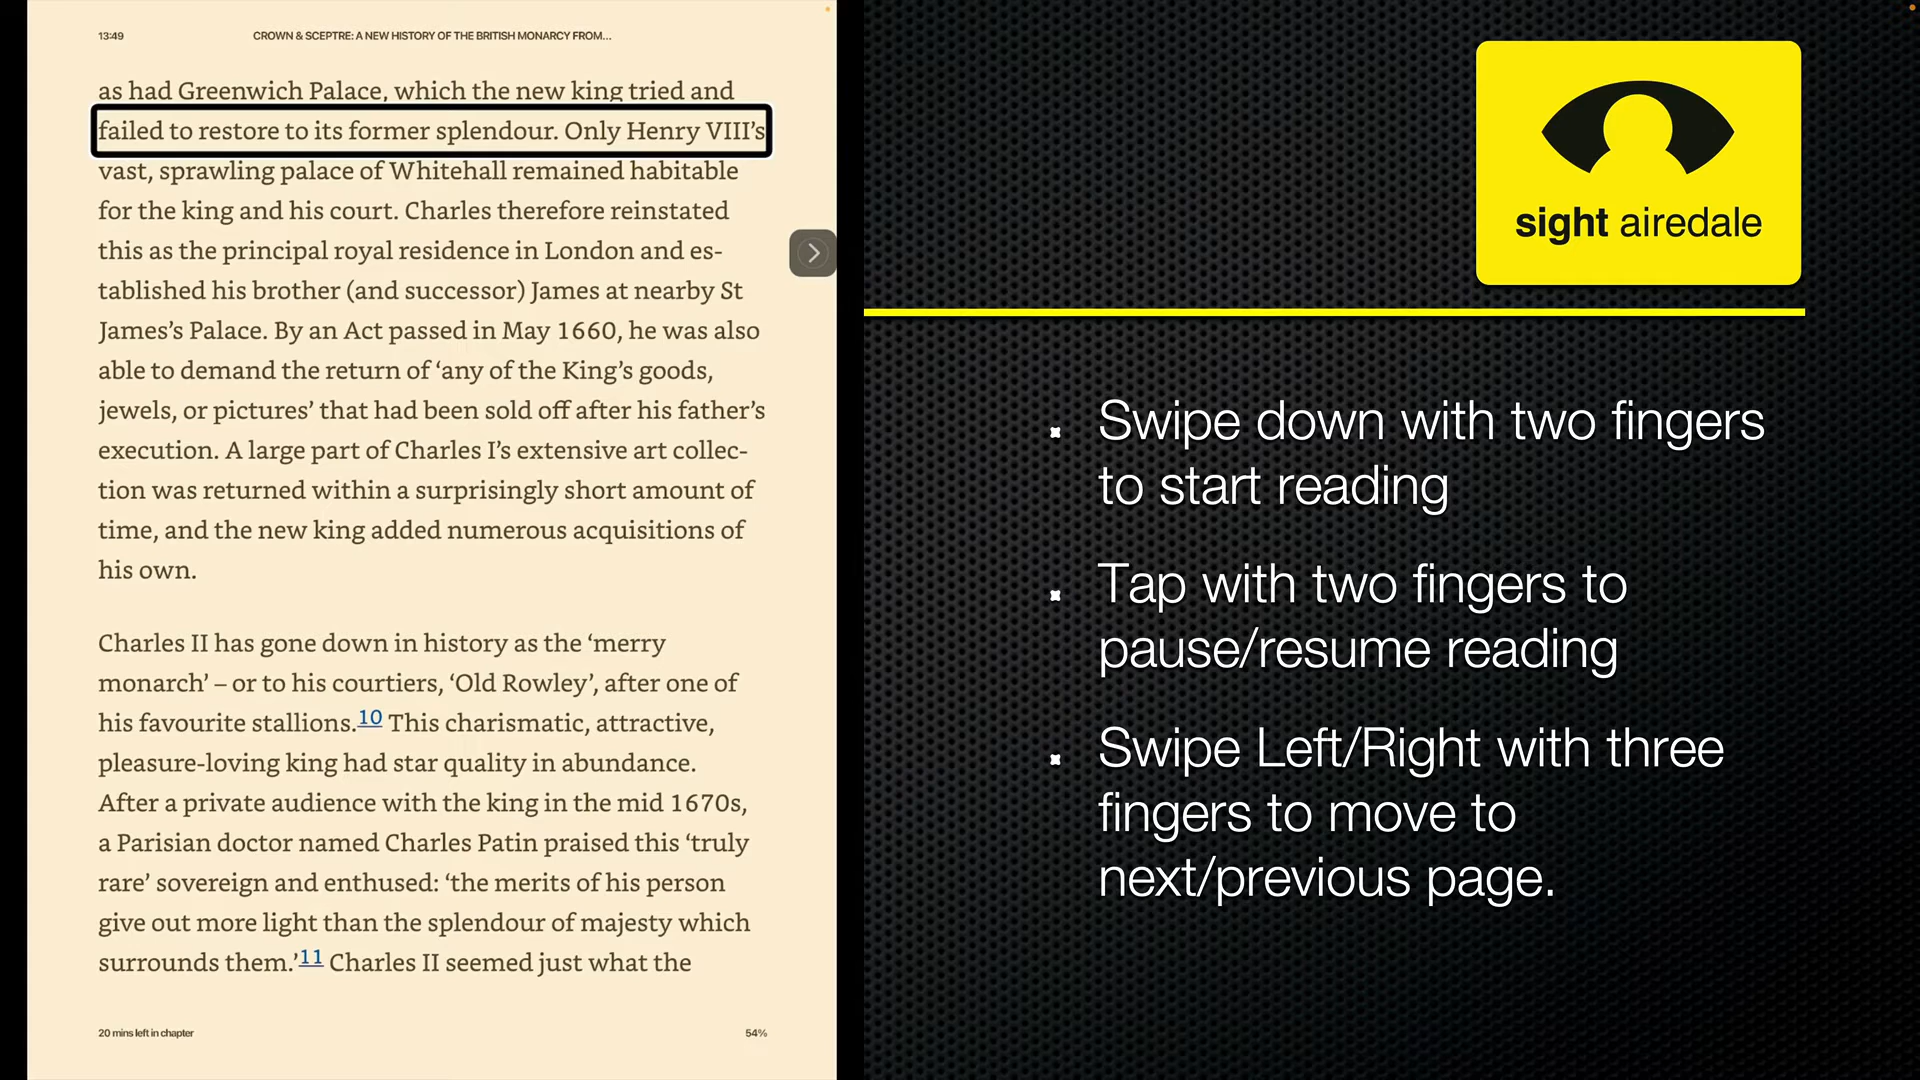 13:49
CROWN & SCEPTRE: A NEW HISTORY OF THE BRITISH MONARCY FROM...
as had Greenwich Palace, which the new king tried and
failed to restore to its former splendour. Only Henry VIII’s
vast, sprawling palace of Whitehall remained habitable
for the king and his court. Charles therefore reinstated
this as the principal royal residence in London and es-
tablished his brother (and successor) James at nearby St
James’s Palace. By an Act passed in May 1660, he was also
able to demand the return of ‘any of the King’s goods,
jewels, or pictures’ that had been sold off after his father’s
execution. A large part of Charles I’s extensive art collec-
tion was returned within a surprisingly short amount of
time, and the new king added numerous acquisitions of
his own.
Charles II has gone down in history as the ‘merry
monarch’ – or to his courtiers, ‘Old Rowley’, after one of
his favourite stallions.10 This charismatic, attractive,
pleasure-loving king had star quality in abundance.
After a private audience with the king in the mid 1670s,
a Parisian doctor named Charles Patin praised this ‘truly
rare’ sovereign and enthused: ‘the merits of his person
give out more light than the splendour of majesty which
surrounds them.’11 Charles II seemed just what the
20 mins left in chapter
54%
sight airedale
Swipe down with two fingers
to start reading
Tap with two fingers to
pause/resume reading
Swipe Left/Right with three
fingers to move to
next/previous page.